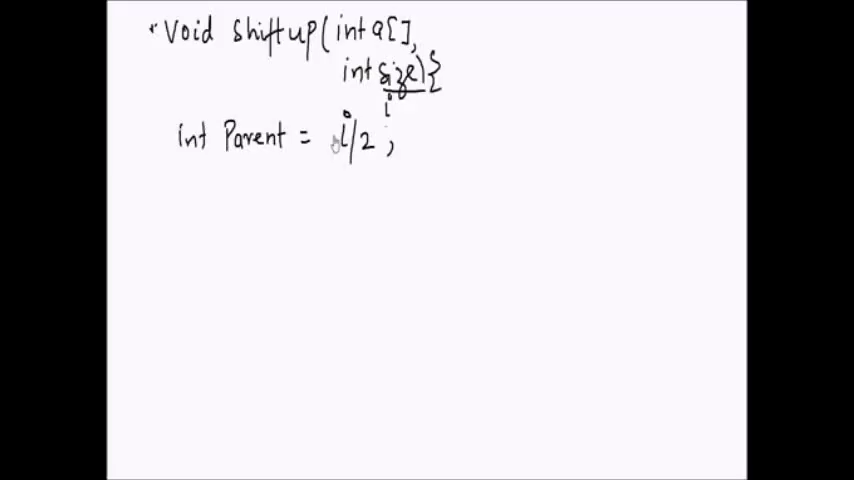 Void Shiftup(int a[],
int size){
i
int Parent = i/2 ;